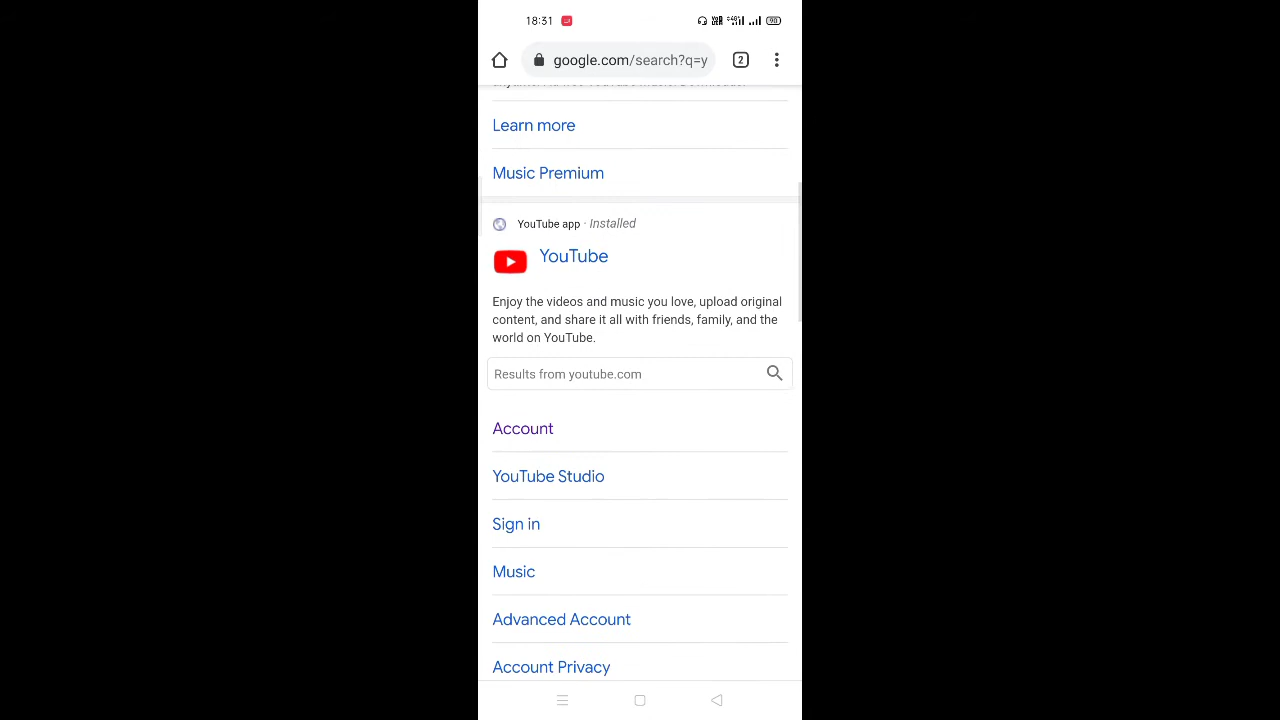 18:31
google.com/search?q=y
2
Learn more
Music Premium
YouTube app · Installed
YouTube
Enjoy the videos and music you love, upload original
content, and share it all with friends, family, and the
world on YouTube.
Results from youtube.com
Account
YouTube Studio
Sign in
Music
Advanced Account
Account Privacy